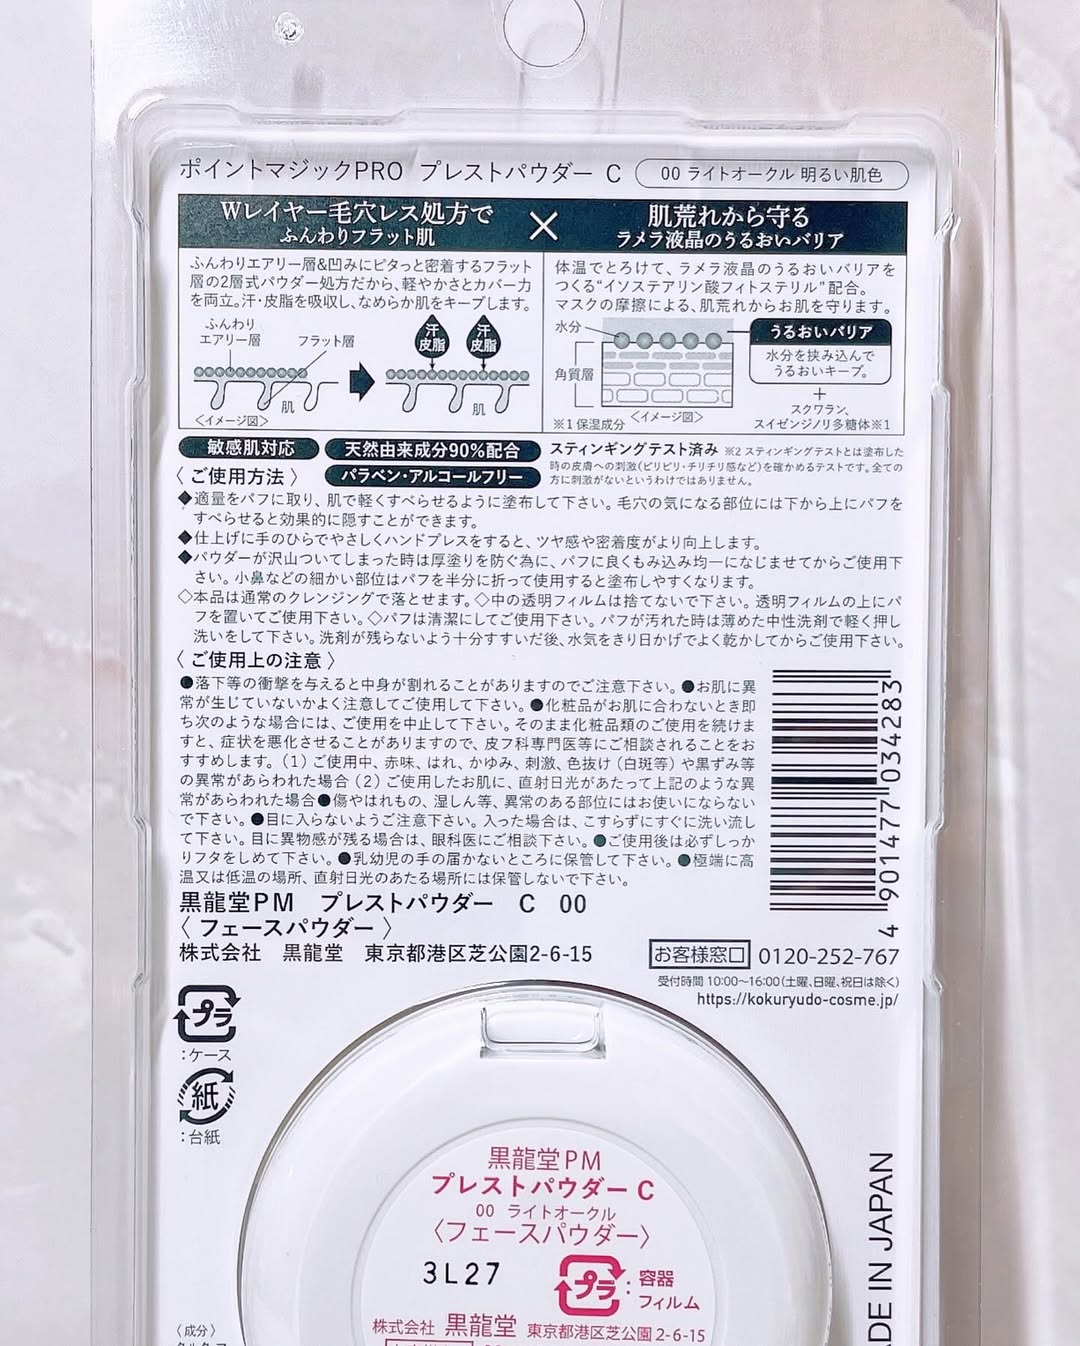 ポイントマジックPRO プレストパウダー C 00 ライトオークル 明るい肌色
Wレイヤー毛穴レス処方で
ふんわりフラット肌
×
肌荒れから守る
ラメラ液晶のうるおいバリア
ふんわりエアリー層&凹みにピタっと密着するフラット
層の2層式パウダー処方だから、軽やかさとカバー力
を両立。汗・皮脂を吸収し、なめらか肌をキープします。
ふんわり
エアリー層
フラット層
汗
皮脂
汗
皮脂
肌
肌
<イメージ図>
体温でとろけて、ラメラ液晶のうるおいバリアを
つくる“イソステアリン酸フィトステリル”配合。
マスクの摩擦による、肌荒れからお肌を守ります。
水分
角質層
うるおいバリア
水分を挟み込んで
うるおいキープ。
+
スクワラン、
スイゼンジノリ多糖体※1
※1 保湿成分
<イメージ図>
敏感肌対応 天然由来成分90%配合 スティンギングテスト済み ※2 スティンギングテストとは塗布した
時の皮膚への刺激(ピリピリ・チリチリ感など)を確かめるテストです。全ての
方に刺激がないというわけではありません。
〈 ご使用方法 〉 パラベン・アルコールフリー
◆適量をパフに取り、肌で軽くすべらせるように塗布して下さい。毛穴の気になる部位には下から上にパフを
すべらせると効果的に隠すことができます。
◆仕上げに手のひらでやさしくハンドプレスをすると、ツヤ感や密着度がより向上します。
◆パウダーが沢山ついてしまった時は厚塗りを防ぐ為に、パフに良くもみ込み均一になじませてからご使用下
さい。小鼻などの細かい部位はパフを半分に折って使用すると塗布しやすくなります。
◇本品は通常のクレンジングで落とせます。◇中の透明フィルムは捨てないで下さい。透明フィルムの上にパ
フを置いてご使用下さい。◇パフは清潔にしてご使用下さい。パフが汚れた時は薄めた中性洗剤で軽く押し
洗いをして下さい。洗剤が残らないよう十分すすいだ後、水気をきり日かげでよく乾かしてからご使用下さい。
〈 ご使用上の注意 〉
●落下等の衝撃を与えると中身が割れることがありますのでご注意下さい。●お肌に異
常が生じていないかよく注意してご使用して下さい。●化粧品がお肌に合わないとき即
ち次のような場合には、ご使用を中止して下さい。そのまま化粧品類のご使用を続けま
すと、症状を悪化させることがありますので、皮フ科専門医等にご相談されることをお
すすめします。(1)ご使用中、赤味、はれ、かゆみ、刺激、色抜け(白斑等)や黒ずみ等
の異常があらわれた場合(2)ご使用したお肌に、直射日光があたって上記のような異
常があらわれた場合●傷やはれもの、湿しん等、異常のある部位にはお使いにならない
で下さい。●目に入らないようご注意下さい。入った場合は、こすらずにすぐに洗い流し
て下さい。目に異物感が残る場合は、眼科医にご相談下さい。●ご使用後は必ずしっか
りフタをしめて下さい。●乳幼児の手の届かないところに保管して下さい。●極端に高
温又は低温の場所、直射日光のあたる場所には保管しないで下さい。
4 901477 034283
黒龍堂PM プレストパウダー C 00
〈 フェースパウダー 〉
株式会社 黒龍堂 東京都港区芝公園2-6-15
お客様窓口 0120-252-767
受付時間 10:00〜16:00(土曜、日曜、祝日は除く)
https://kokuryudo-cosme.jp/
プラ
:ケース
紙
:台紙
黒龍堂PM
プレストパウダー C
00 ライトオークル
〈フェースパウダー〉
3L27
プラ : 容器
フィルム
株式会社 黒龍堂 東京都港区芝公園2-6-15
〈成分〉
ADE IN JAPAN